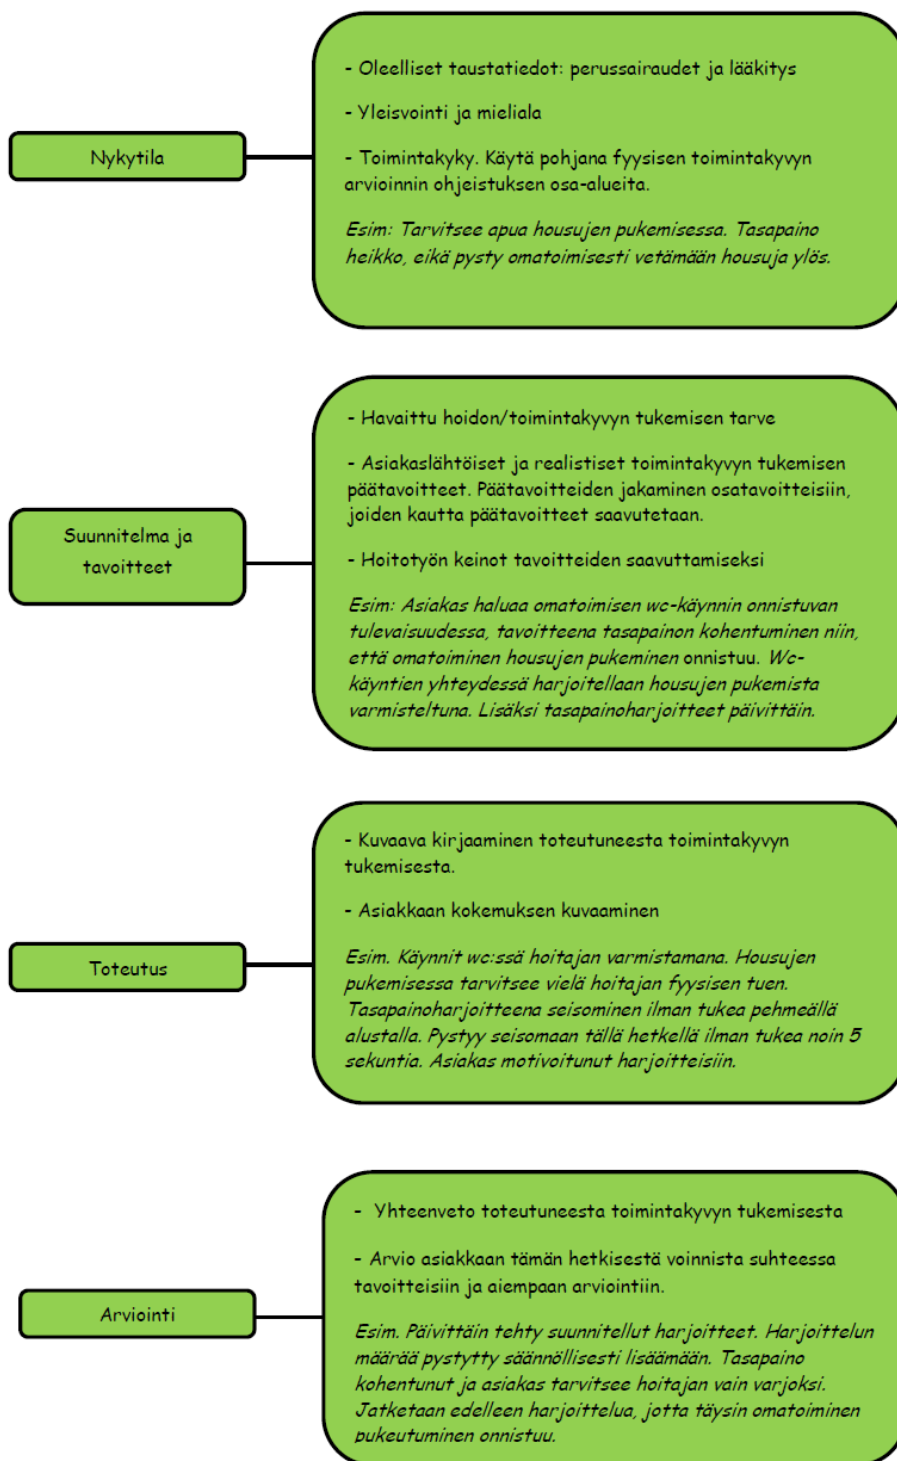 - Oleelliset taustatiedot: perussairaudet ja lääkitys
- Yleisvointi ja mieliala
Nykytila
- Toimintakyky. Käytä pohjana fyysisen toimintakyvyn
arvioinnin ohjeistuksen osa-alueita.
Esim: Tarvitsee apua housujen pukemisessa. Tasapaino
heikko, eikä pysty omatoimisesti vetämään housuja ylös.
- Havaittu hoidon/toimintakyvyn tukemisen tarve
- Asiakaslähtöiset ja realistiset toimintakyvyn tukemisen
päätavoitteet. Päätavoitteiden jakaminen osatavoitteisiin,
joiden kautta päätavoitteet saavutetaan.
Suunnitelma ja
tavoitteet
- Hoitotyön keinot tavoitteiden saavuttamiseksi
Esim: Asiakas haluaa omatoimisen wc-käynnin onnistuvan
tulevaisuudessa, tavoitteena tasapainon kohentuminen niin,
että omatoiminen housujen pukeminen onnistuu. Wc-
käyntien yhteydessä harjoitellaan housujen pukemista
varmisteltuna. Lisäksi tasapainoharjoitteet päivittäin.
- Kuvaava kirjaaminen toteutuneesta toimintakyvyn
tukemisesta.
- Asiakkaan kokemuksen kuvaaminen
Toteutus
Esim. Käynnit wc:ssä hoitajan varmistamana. Housujen
pukemisessa tarvitsee vielä hoitajan fyysisen tuen.
Tasapainoharjoitteena seisominen ilman tukea pehmeällä
alustalla. Pystyy seisomaan tällä hetkellä ilman tukea noin 5
sekuntia. Asiakas motivoitunut harjoitteisiin.
- Yhteenveto toteutuneesta toimintakyvyn tukemisesta
- Arvio asiakkaan tämän hetkisestä voinnista suhteessa
tavoitteisiin ja aiempaan arviointiin.
Arviointi
Esim. Päivittäin tehty suunnitellut harjoitteet. Harjoittelun
määrää pystytty säännöllisesti lisäämään. Tasapaino
kohentunut ja asiakas tarvitsee hoitajan vain varjoksi.
Jatketaan edelleen harjoittelua, jotta täysin omatoiminen
pukeutuminen onnistuu.